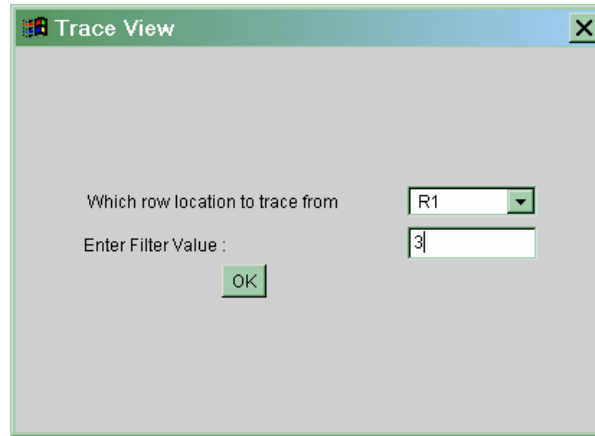 Trace View
Which row location to trace from R1
Enter Filter Value : 3
OK